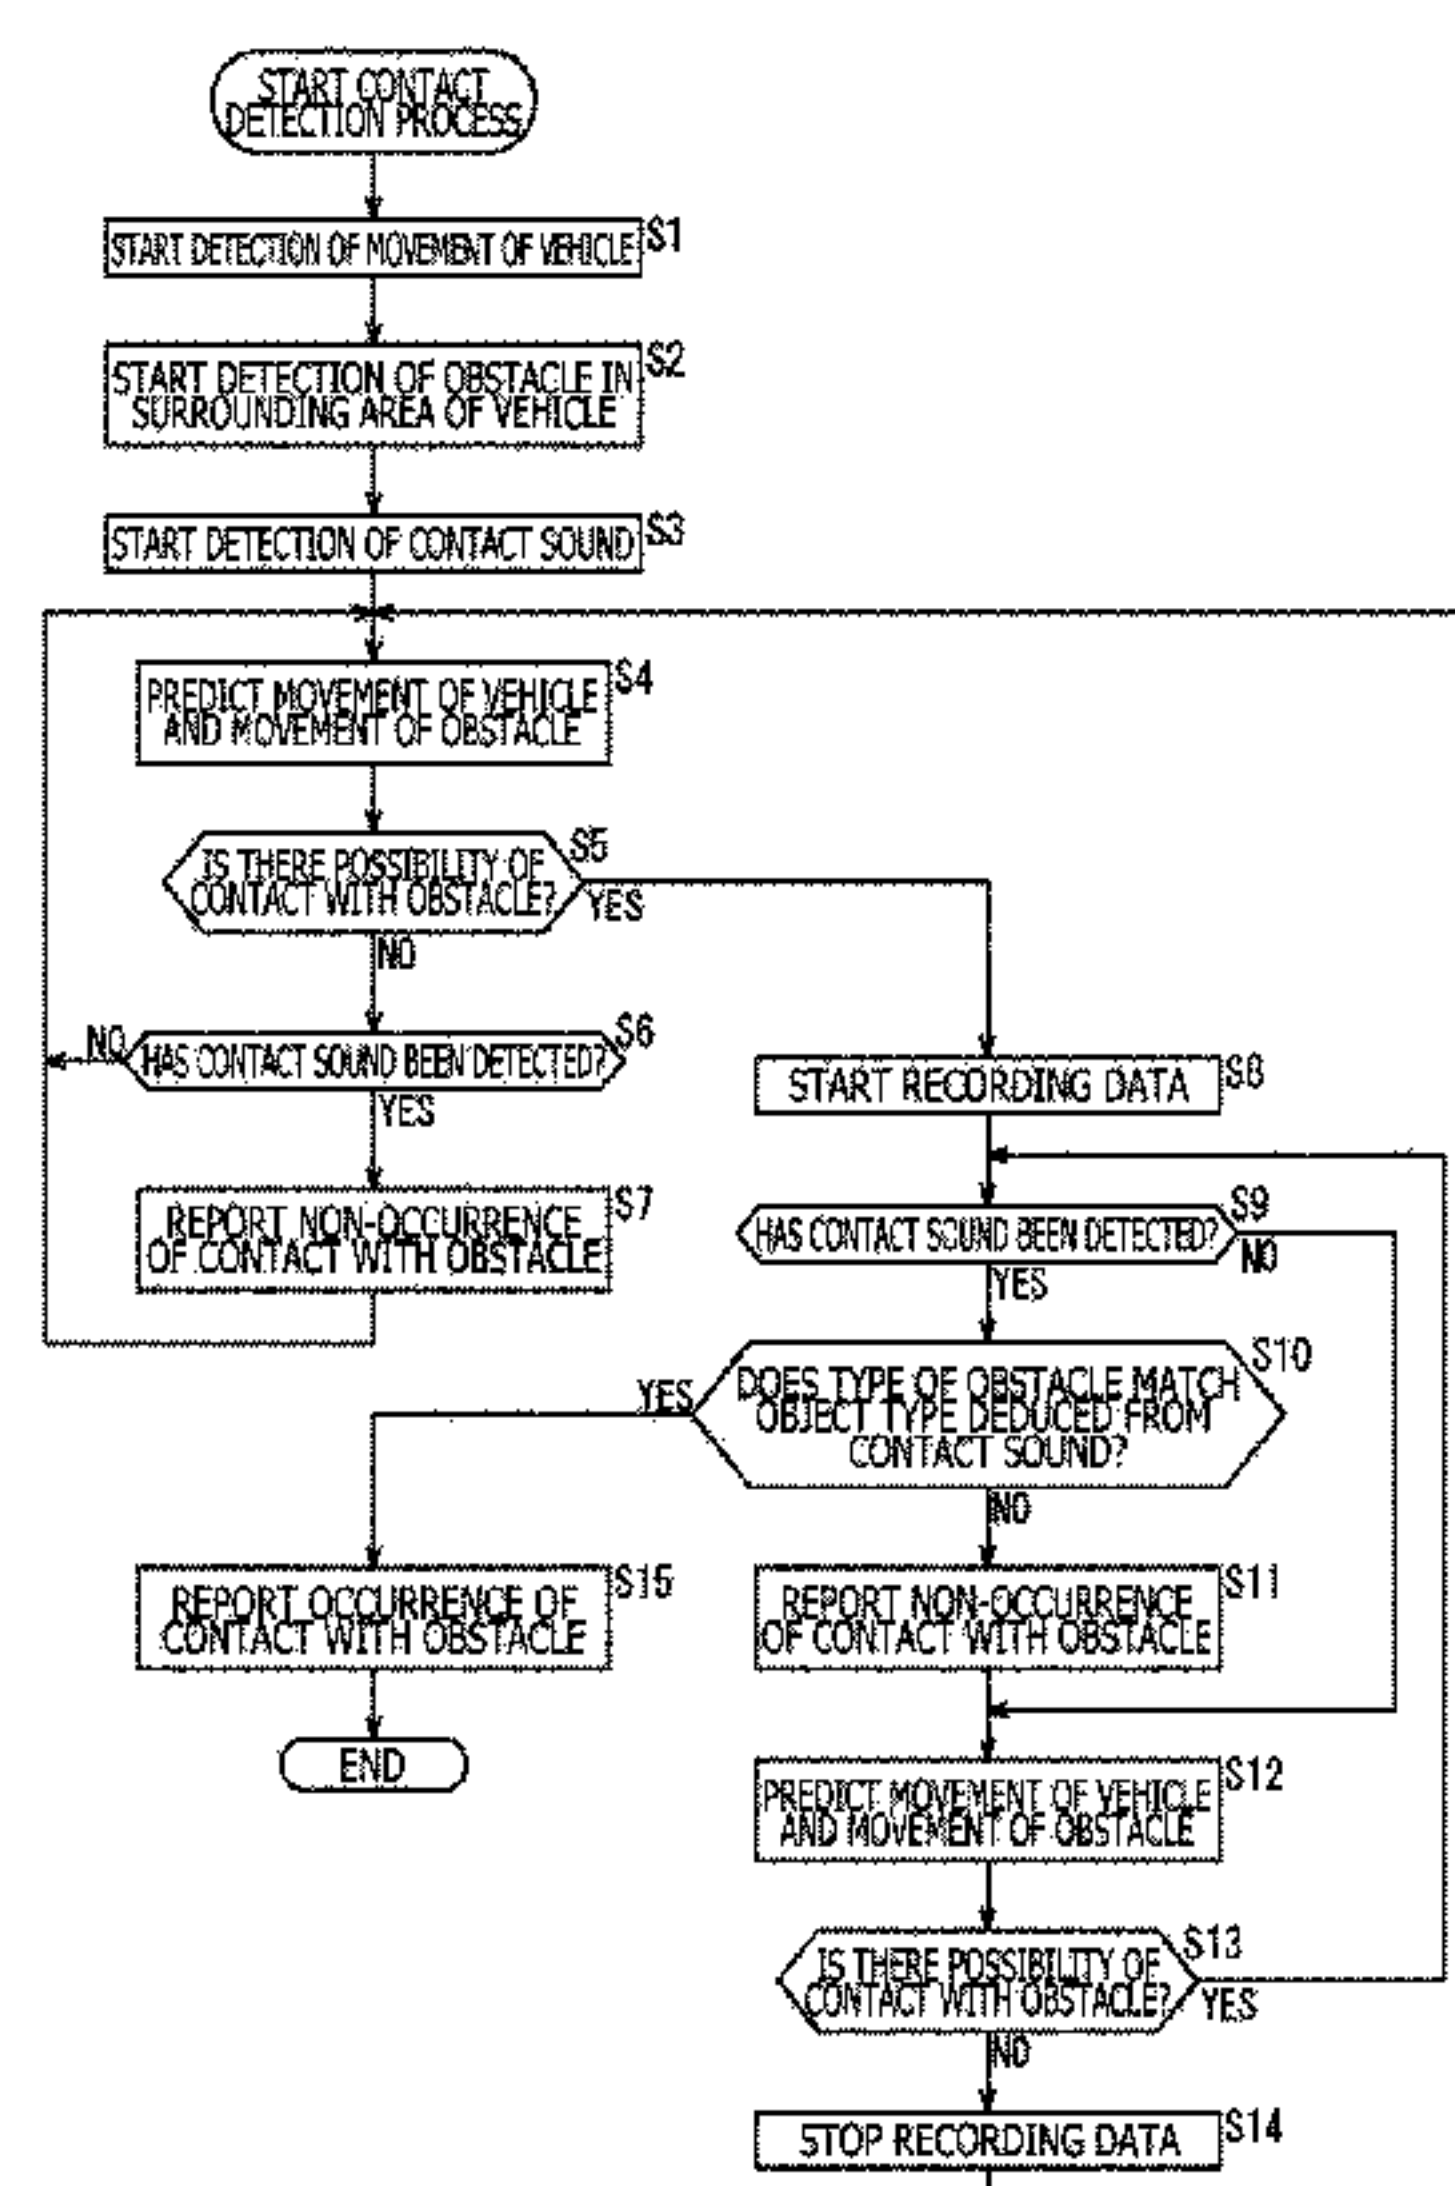 START CONTACT
DETECTION PROCESS
START DETECTION OF MOVEMENT OF VEHICLE
S1
START DETECTION OF OBSTACLE IN
SURROUNDING AREA OF VEHICLE
S2
START DETECTION OF CONTACT SOUND
S3
PREDICT MOVEMENT OF VEHICLE
AND MOVEMENT OF OBSTACLE
S4
IS THERE POSSIBILITY OF
CONTACT WITH OBSTACLE?
S5
YES
NO
HAS CONTACT SOUND BEEN DETECTED?
S6
NO
YES
REPORT NON-OCCURRENCE
OF CONTACT WITH OBSTACLE
S7
START RECORDING DATA
S8
HAS CONTACT SOUND BEEN DETECTED?
S9
NO
YES
DOES TYPE OF OBSTACLE MATCH
OBJECT TYPE DEDUCED FROM
CONTACT SOUND?
S10
YES
NO
REPORT OCCURRENCE OF
CONTACT WITH OBSTACLE
S15
END
REPORT NON-OCCURRENCE
OF CONTACT WITH OBSTACLE
S11
PREDICT MOVEMENT OF VEHICLE
AND MOVEMENT OF OBSTACLE
S12
IS THERE POSSIBILITY OF
CONTACT WITH OBSTACLE?
S13
YES
NO
STOP RECORDING DATA
S14